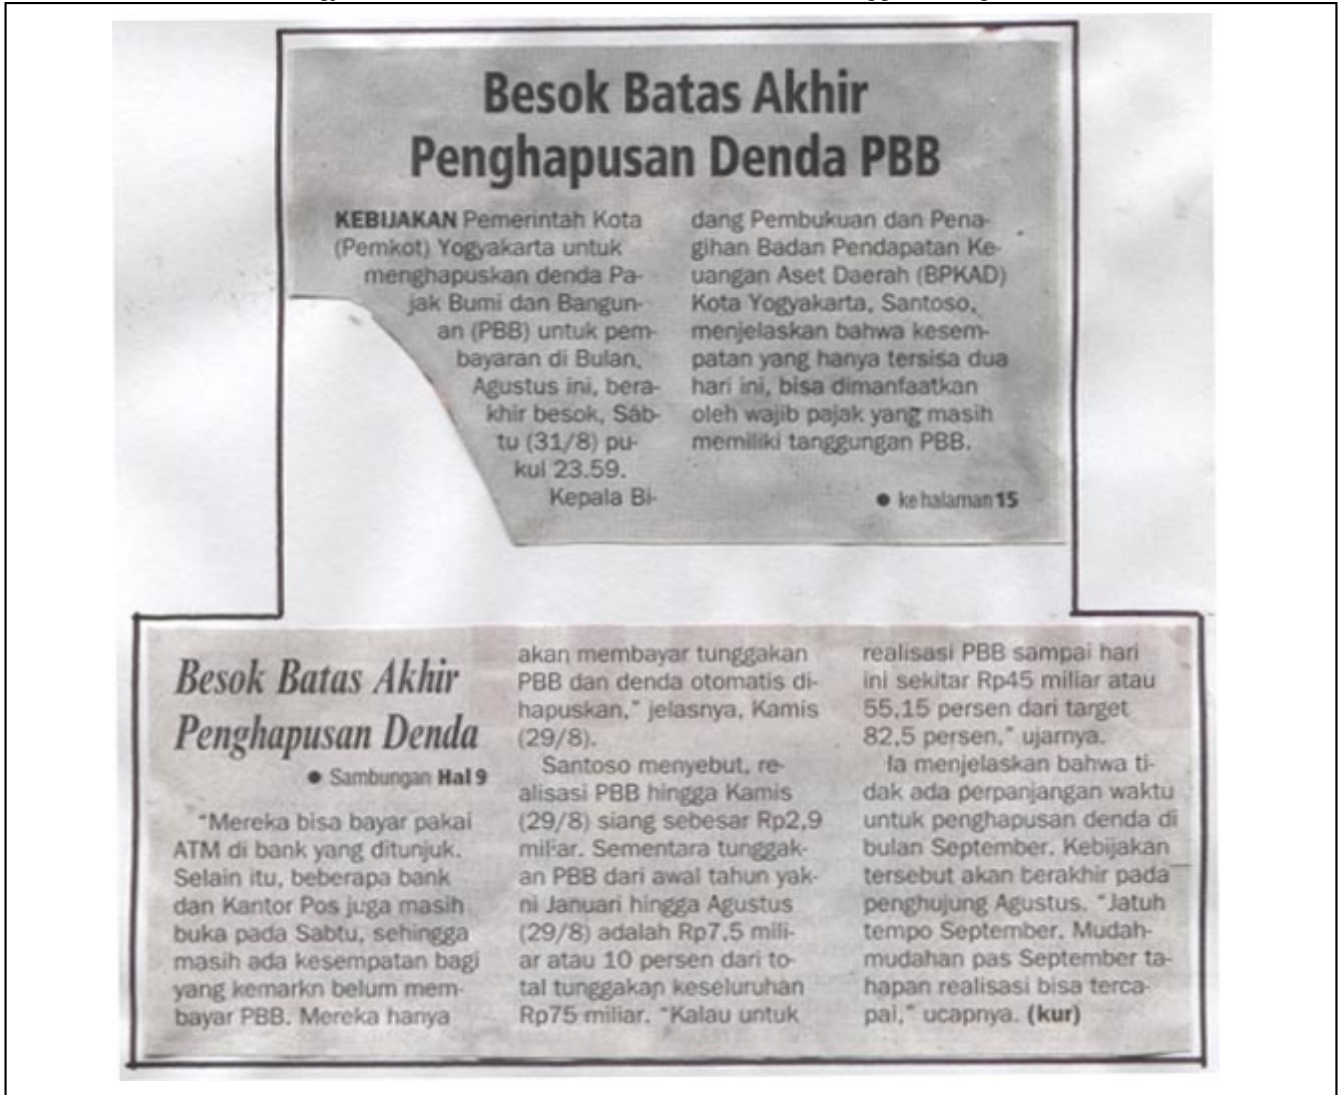 Besok Batas Akhir
Penghapusan Denda PBB
KEBIJAKAN Pemerintah Kota
(Pemkot) Yogyakarta untuk
menghapuskan denda Pa-
jak Bumi dan Bangun-
an (PBB) untuk pem-
bayaran di Bulan,
Agustus ini, bera-
khir besok, Sab-
tu (31/8) pu-
kul 23.59.
Kepala Bi-
dang Pembukuan dan Pena-
gihan Badan Pendapatan Ke-
uangan Aset Daerah (BPKAD)
Kota Yogyakarta, Santoso,
menjelaskan bahwa kesem-
patan yang hanya tersisa dua
hari ini, bisa dimanfaatkan
oleh wajib pajak yang masih
memiliki tanggungan PBB.
● ke halaman 15
Besok Batas Akhir
Penghapusan Denda
● Sambungan Hal 9
"Mereka bisa bayar pakai
ATM di bank yang ditunjuk.
Selain itu, beberapa bank
dan Kantor Pos juga masih
buka pada Sabtu, sehingga
masih ada kesempatan bagi
yang kemarkn belum mem-
bayar PBB. Mereka hanya
akan membayar tunggakan
PBB dan denda otomatis di-
hapuskan," jelasnya, Kamis
(29/8).
Santoso menyebut, re-
alisasi PBB hingga Kamis
(29/8) siang sebesar Rp2,9
miliar. Sementara tunggak-
an PBB dari awal tahun yak-
ni Januari hingga Agustus
(29/8) adalah Rp7,5 mili-
ar atau 10 persen dari to-
tal tunggakan keseluruhan
Rp75 miliar. "Kalau untuk
realisasi PBB sampai hari
ini sekitar Rp45 miliar atau
55,15 persen dari target
82,5 persen," ujarnya.
Ia menjelaskan bahwa ti-
dak ada perpanjangan waktu
untuk penghapusan denda di
bulan September. Kebijakan
tersebut akan berakhir pada
penghujung Agustus. "Jatuh
tempo September. Mudah-
mudahan pas September ta-
hapan realisasi bisa terca-
pai," ucapnya. (kur)